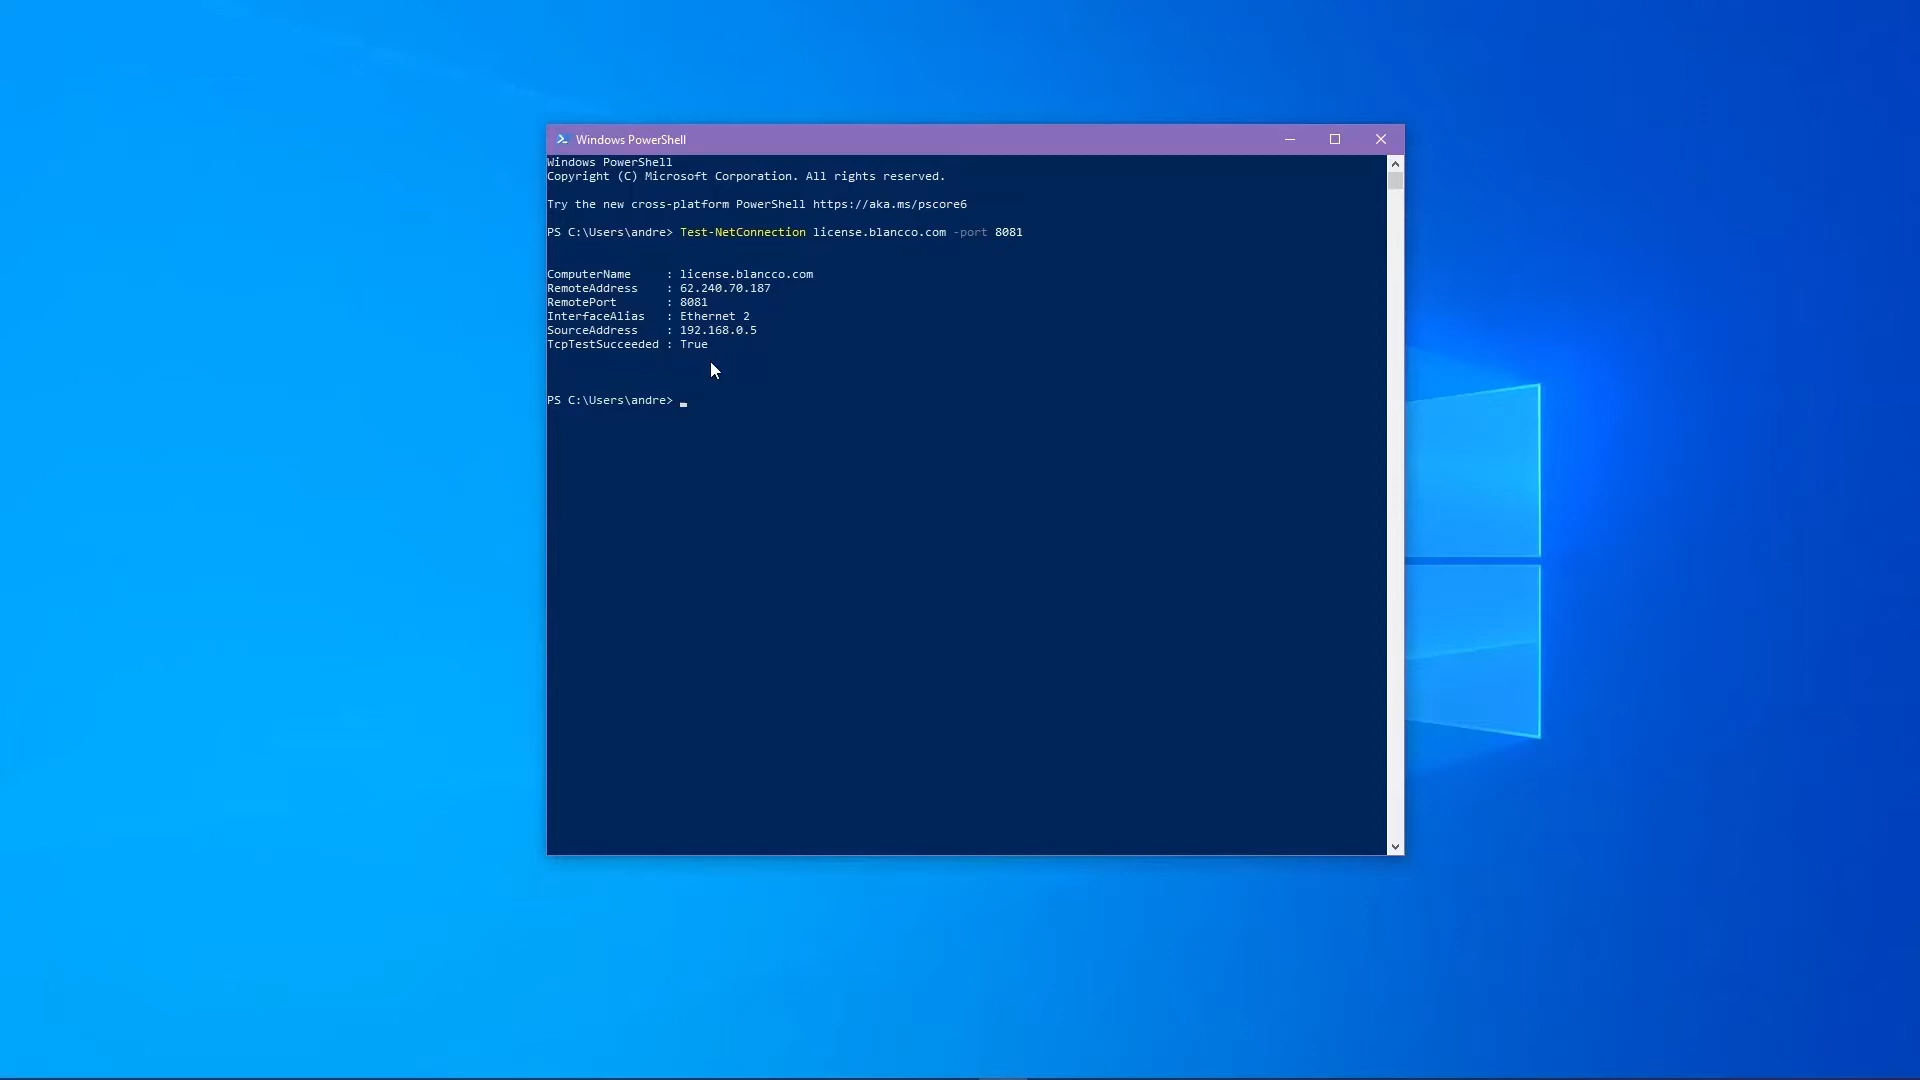 Windows PowerShell
Windows PowerShell
Copyright (C) Microsoft Corporation. All rights reserved.
Try the new cross-platform PowerShell https://aka.ms/pscore6
PS C:\Users\andre> Test-NetConnection license.blancco.com -port 8081
ComputerName     : license.blancco.com
RemoteAddress    : 62.240.70.187
RemotePort       : 8081
InterfaceAlias   : Ethernet 2
SourceAddress    : 192.168.0.5
TcpTestSucceeded : True
PS C:\Users\andre>